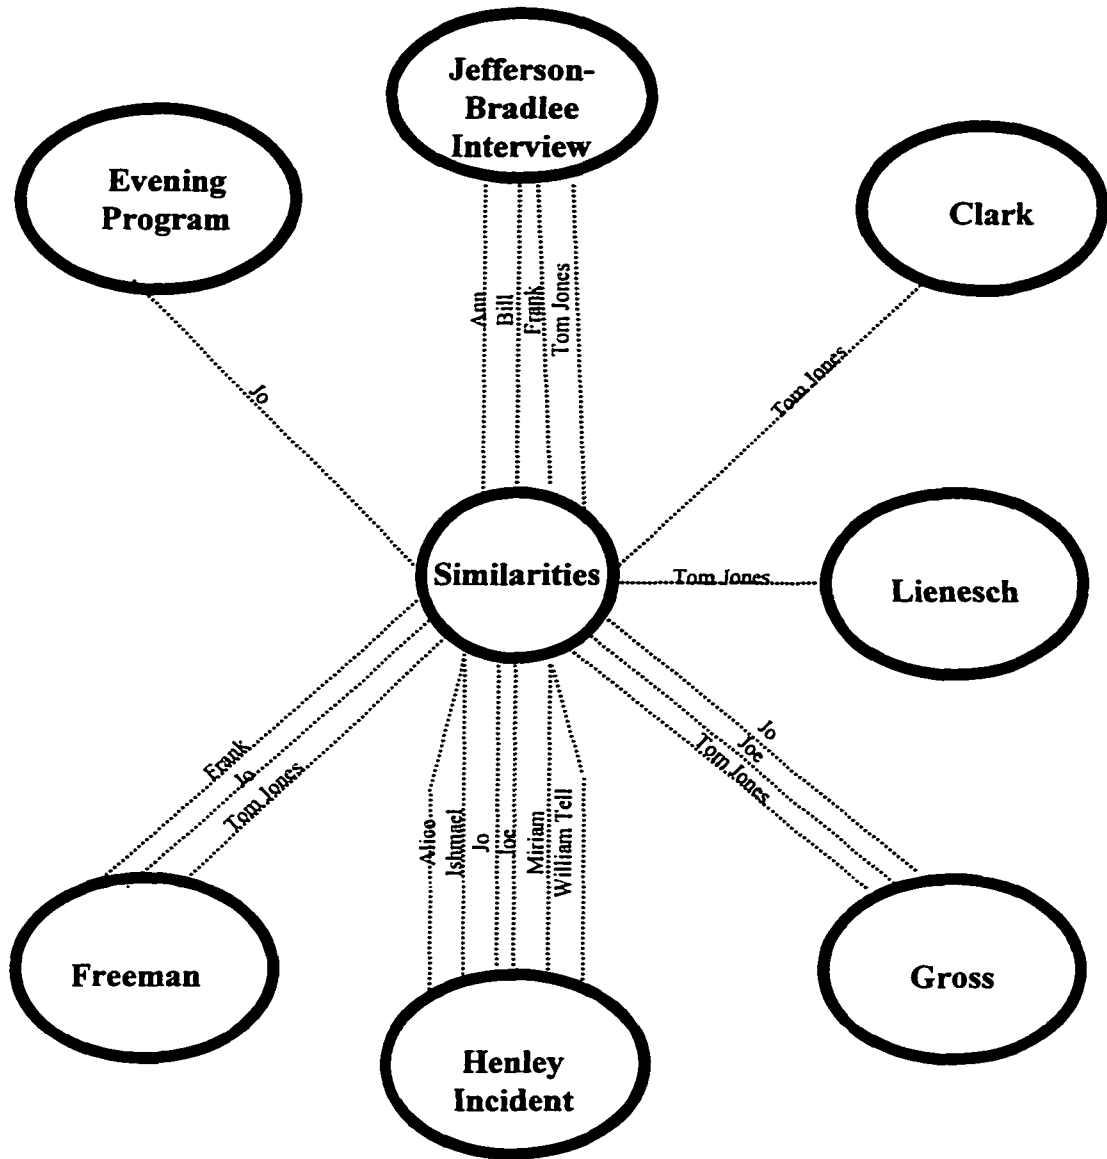 Jefferson-
Bradlee
Interview
Evening
Program
Clark
Ann
Bill
Frank
Tom Jones
Jo
Tom Jones
Similarities
Tom Jones
Lienesch
Frank
Jo
Tom Jones
Alice
Ishmael
Jo
Joe
Miriam
William Tell
Jo
Joe
Tom Jones
Freeman
Gross
Henley
Incident